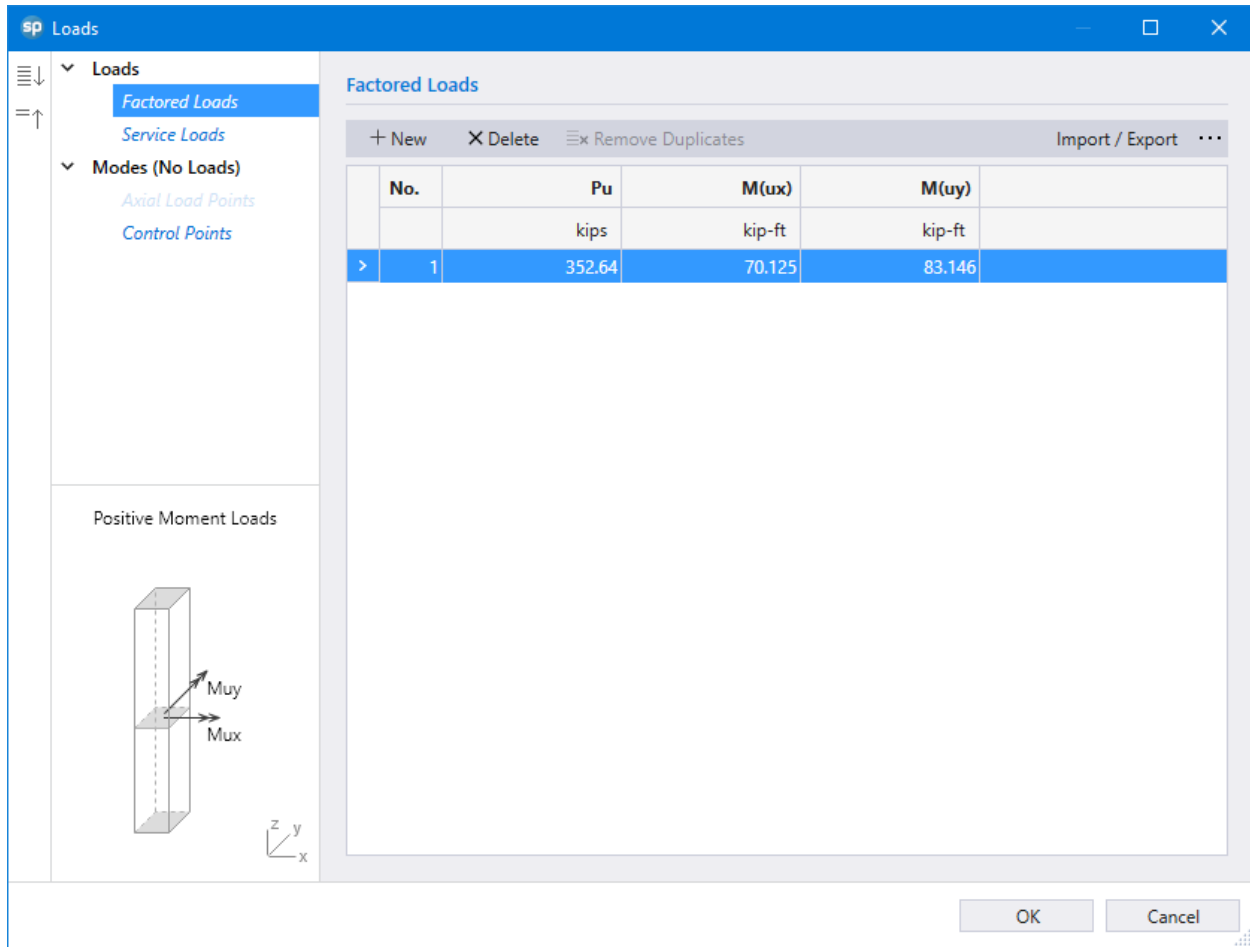 sp Loads
Loads
Factored Loads
Service Loads
Modes (No Loads)
Axial Load Points
Control Points
Positive Moment Loads
Muy
Mux
z
y
x
Factored Loads
New Delete Remove Duplicates Import / Export ...
No. Pu M(ux) M(uy)
kips kip-ft kip-ft
1 352.64 70.125 83.146
OK Cancel